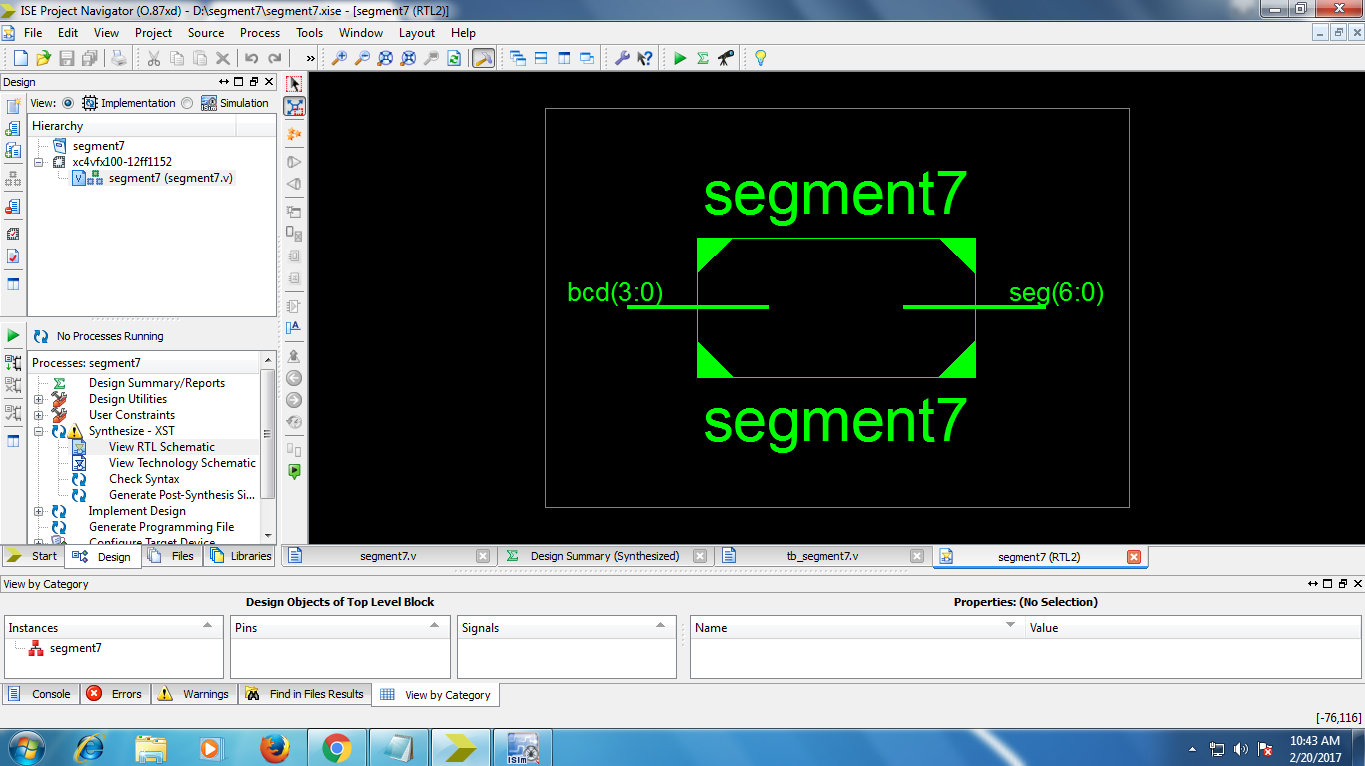 ISE Project Navigator (O.87xd) - D:\segment7\segment7.xise - [segment7 (RTL2)]
File Edit View Project Source Process Tools Window Layout Help
»
Design
View: Implementation Simulation
Hierarchy
segment7
xc4vfx100-12ff1152
segment7 (segment7.v)
No Processes Running
Processes: segment7
Design Summary/Reports
Design Utilities
User Constraints
Synthesize - XST
View RTL Schematic
View Technology Schematic
Check Syntax
Generate Post-Synthesis Si...
Implement Design
Generate Programming File
Configure Target Device
Start Design Files Libraries
segment7
bcd(3:0)
seg(6:0)
segment7
segment7.v Design Summary (Synthesized) tb_segment7.v segment7 (RTL2)
View by Category
Design Objects of Top Level Block
Properties: (No Selection)
Instances Pins Signals Name Value
segment7
Console Errors Warnings Find in Files Results View by Category
[-76,116]
ISim
10:43 AM
2/20/2017